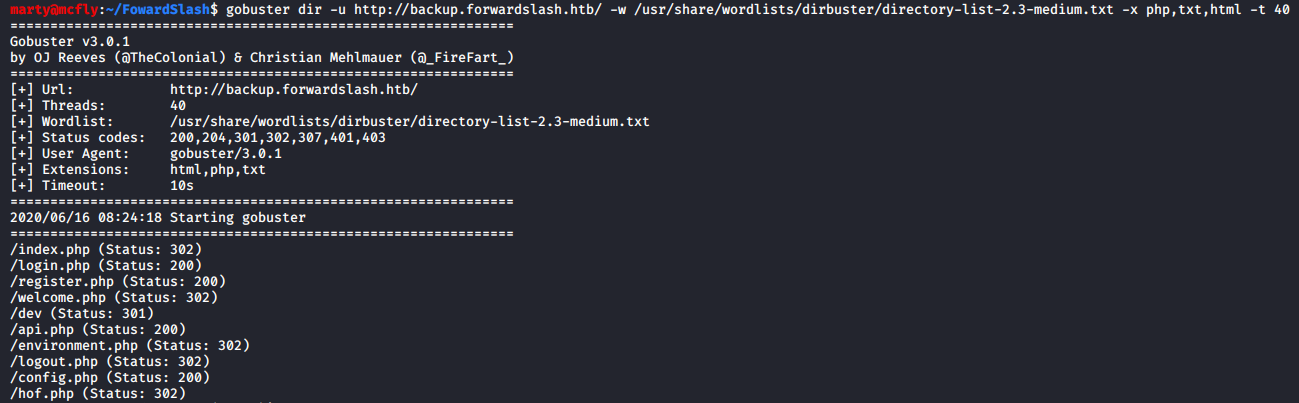 marty@mcfly:~/FowardSlash$ gobuster dir -u http://backup.forwardslash.htb/ -w /usr/share/wordlists/dirbuster/directory-list-2.3-medium.txt -x php,txt,html -t 40
===============================================================
Gobuster v3.0.1
by OJ Reeves (@TheColonial) & Christian Mehlmauer (@_FireFart_)
===============================================================
[+] Url:            http://backup.forwardslash.htb/
[+] Threads:        40
[+] Wordlist:       /usr/share/wordlists/dirbuster/directory-list-2.3-medium.txt
[+] Status codes:   200,204,301,302,307,401,403
[+] User Agent:     gobuster/3.0.1
[+] Extensions:     html,php,txt
[+] Timeout:        10s
===============================================================
2020/06/16 08:24:18 Starting gobuster
===============================================================
/index.php (Status: 302)
/login.php (Status: 200)
/register.php (Status: 200)
/welcome.php (Status: 302)
/dev (Status: 301)
/api.php (Status: 200)
/environment.php (Status: 302)
/logout.php (Status: 302)
/config.php (Status: 200)
/hof.php (Status: 302)